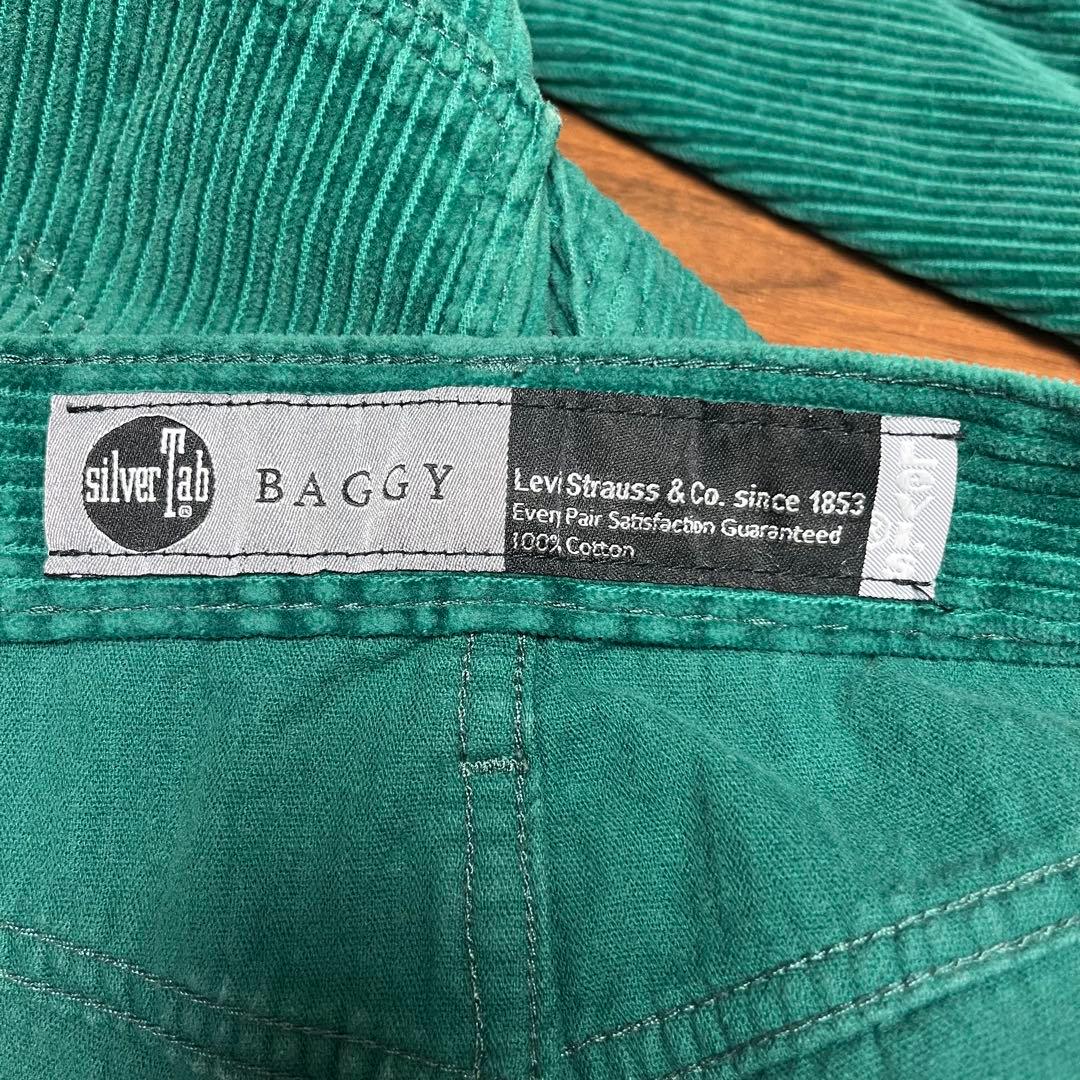 silverTab®
BAGGY
Levi Strauss & Co. since 1853
Every Pair Satisfaction Guaranteed
100% Cotton
Levi's
®